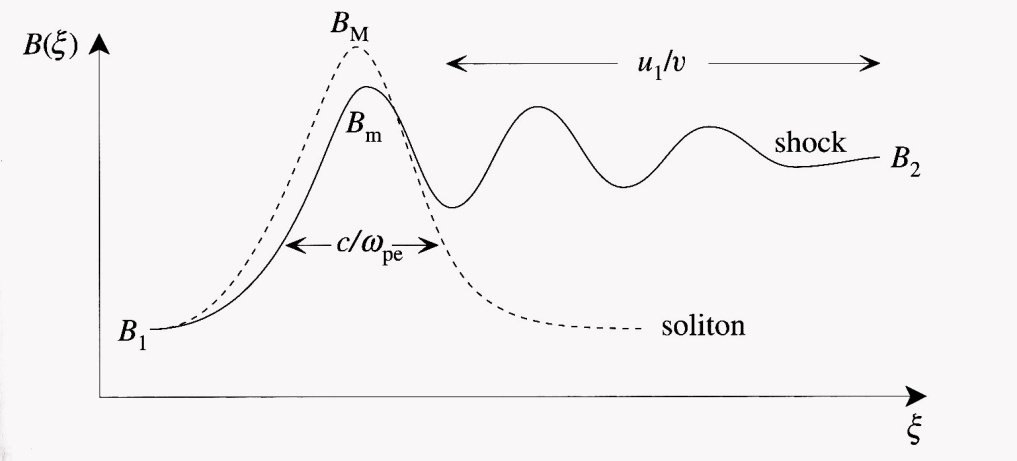 B_M
B(ξ)
u_1/v
B_m
shock
B_2
c/ω_pe
B_1
soliton
ξ